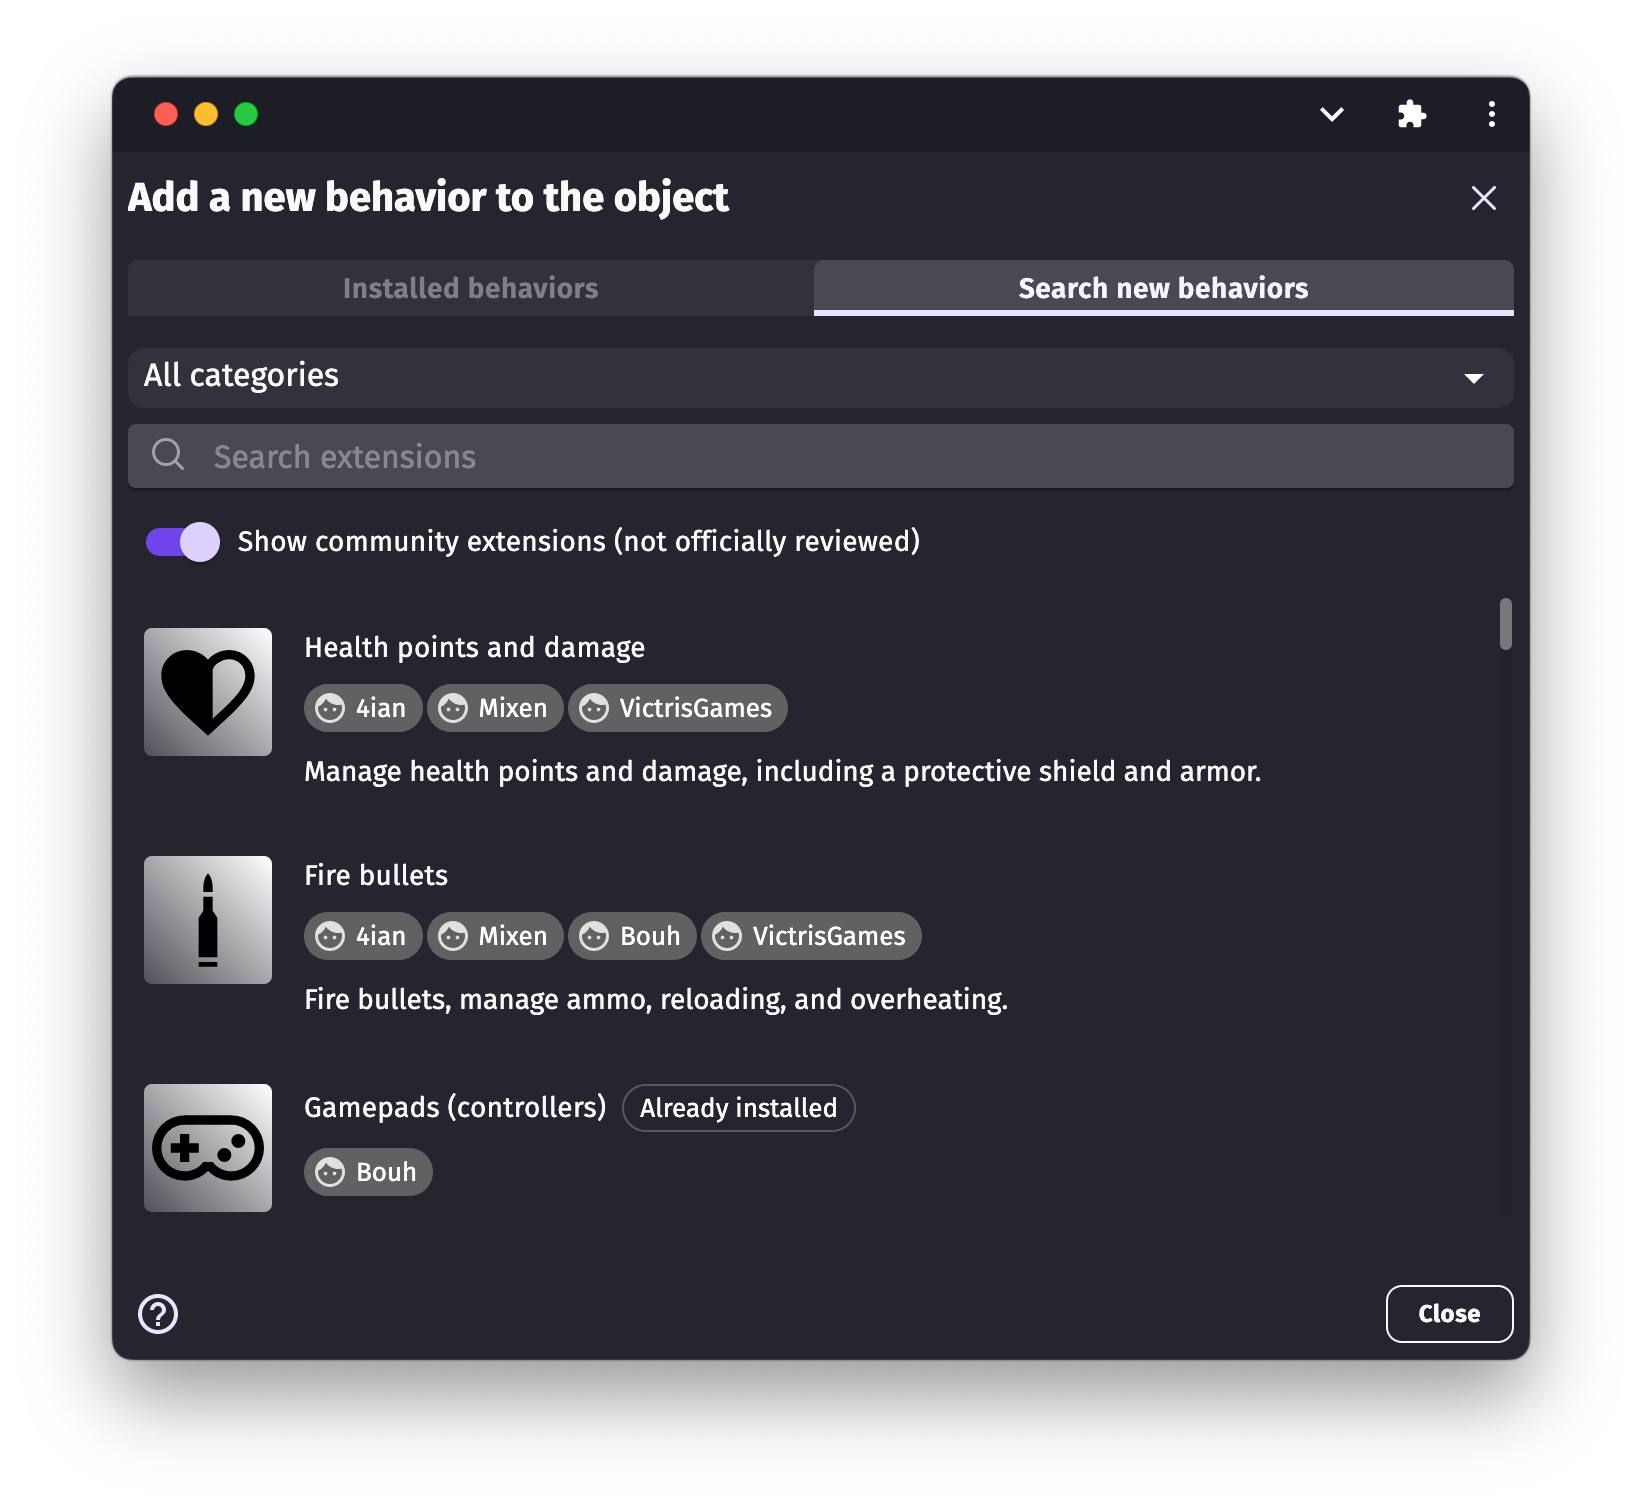 Add a new behavior to the object
Installed behaviors
Search new behaviors
All categories
Search extensions
Show community extensions (not officially reviewed)
Health points and damage
4ian
Mixen
VictrisGames
Manage health points and damage, including a protective shield and armor.
Fire bullets
4ian
Mixen
Bouh
VictrisGames
Fire bullets, manage ammo, reloading, and overheating.
Gamepads (controllers)
Already installed
Bouh
Close